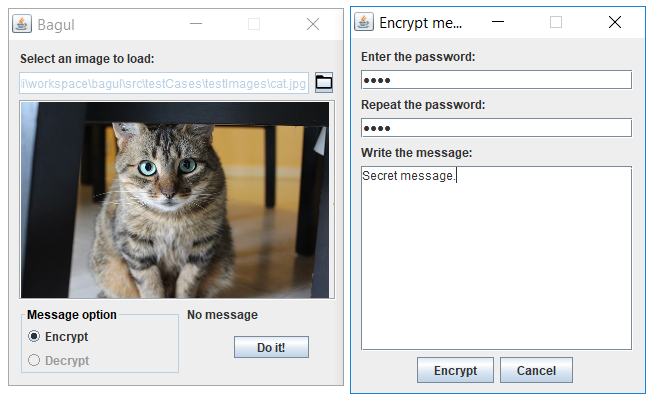 Bagul
Select an image to load:
i\workspace\bagul\src\testCases\testImages\cat.jpg
Message option
Encrypt
Decrypt
No message
Do it!
Encrypt me...
Enter the password:
••••
Repeat the password:
••••
Write the message:
Secret message.
Encrypt
Cancel